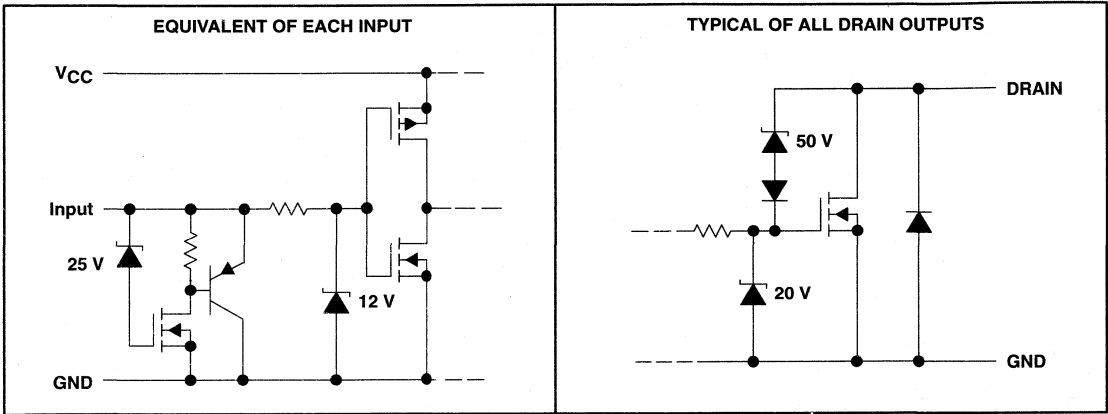 EQUIVALENT OF EACH INPUT
VCC
Input
25 V
12 V
GND
TYPICAL OF ALL DRAIN OUTPUTS
DRAIN
50 V
20 V
GND